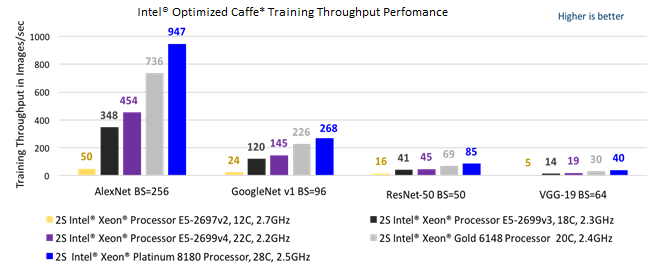 Intel® Optimized Caffe* Training Throughput Perfomance
Higher is better
Training Throughput in Images/sec
1000
800
600
400
200
0
50 348 454 736 947
24 120 145 226 268
16 41 45 69 85
5 14 19 30 40
AlexNet BS=256 GoogleNet v1 BS=96 ResNet-50 BS=50 VGG-19 BS=64
2S Intel® Xeon® Processor E5-2697v2, 12C, 2.7GHz
2S Intel® Xeon® Processor E5-2699v3, 18C, 2.3GHz
2S Intel® Xeon® Processor E5-2699v4, 22C, 2.2GHz
2S Intel® Xeon® Gold 6148 Processor 20C, 2.4GHz
2S Intel® Xeon® Platinum 8180 Processor, 28C, 2.5GHz